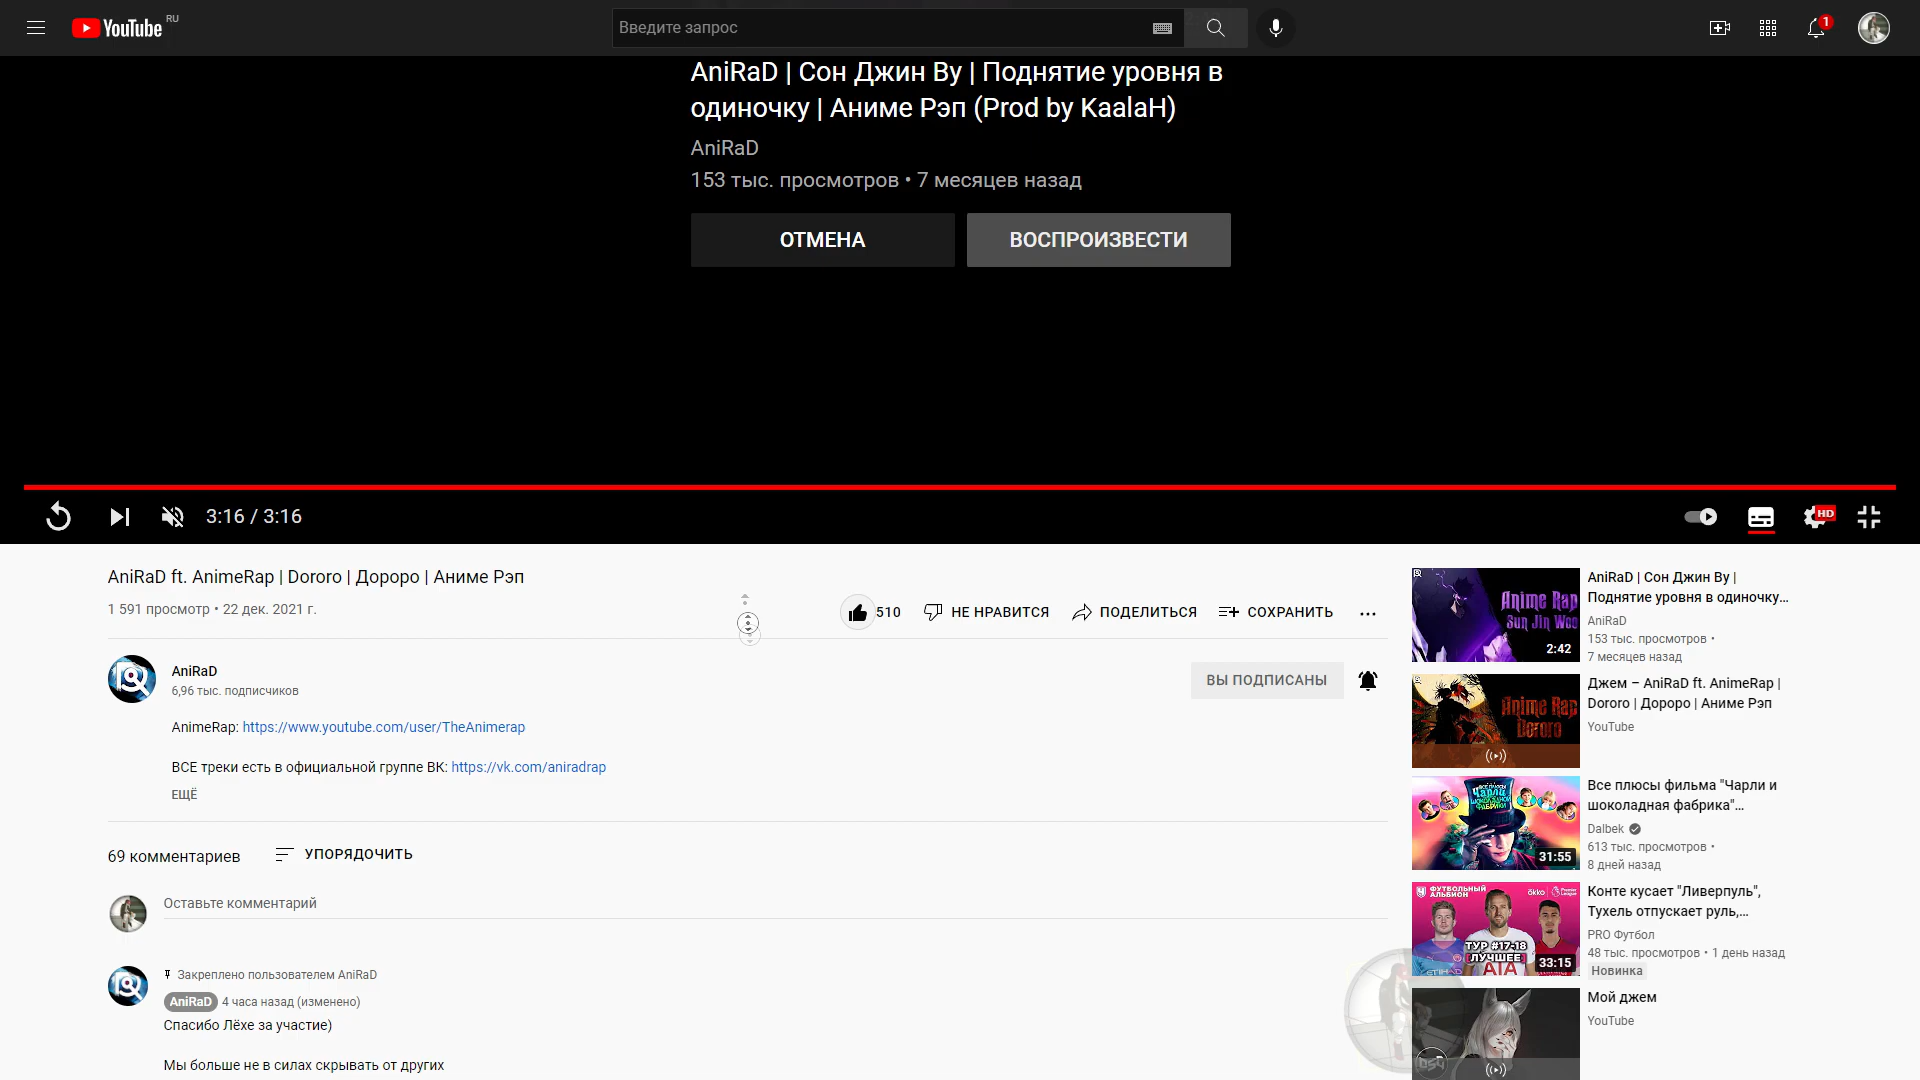 YouTube RU
Введите запрос
1
AniRaD | Сон Джин Ву | Поднятие уровня в
одиночку | Аниме Рэп (Prod by KaalaH)
AniRaD
153 тыс. просмотров • 7 месяцев назад
ОТМЕНА
ВОСПРОИЗВЕСТИ
3:16 / 3:16
HD
AniRaD ft. AnimeRap | Dororo | Дороро | Аниме Рэп
1 591 просмотр • 22 дек. 2021 г.
510
НЕ НРАВИТСЯ
ПОДЕЛИТЬСЯ
СОХРАНИТЬ
AniRaD
6,96 тыс. подписчиков
ВЫ ПОДПИСАНЫ
AnimeRap: https://www.youtube.com/user/TheAnimerap
ВСЕ треки есть в официальной группе ВК: https://vk.com/aniradrap
ЕЩЁ
69 комментариев
УПОРЯДОЧИТЬ
Оставьте комментарий
Закреплено пользователем AniRaD
AniRaD 4 часа назад (изменено)
Спасибо Лёхе за участие)
Мы больше не в силах скрывать от других
Anime Rap
Sun Jin Woo
2:42
AniRaD | Сон Джин Ву |
Поднятие уровня в одиночку...
AniRaD
153 тыс. просмотров •
7 месяцев назад
Anime Rap
Dororo
Джем – AniRaD ft. AnimeRap |
Dororo | Дороро | Аниме Рэп
YouTube
ВСЕ ПЛЮСЫ
Чарли
ШОКОЛАДНОЙ
ФАБРИКИ
31:55
Все плюсы фильма "Чарли и
шоколадная фабрика"...
Dalbek
613 тыс. просмотров •
8 дней назад
ФУТБОЛЬНЫЙ
АЛЬБИОН
okko
ТУР #17-18
ЛУЧШЕЕ
ETIHAD
AIA
33:15
Конте кусает "Ливерпуль",
Тухель отпускает руль,...
PRO Футбол
48 тыс. просмотров • 1 день назад
Новинка
Мой джем
YouTube